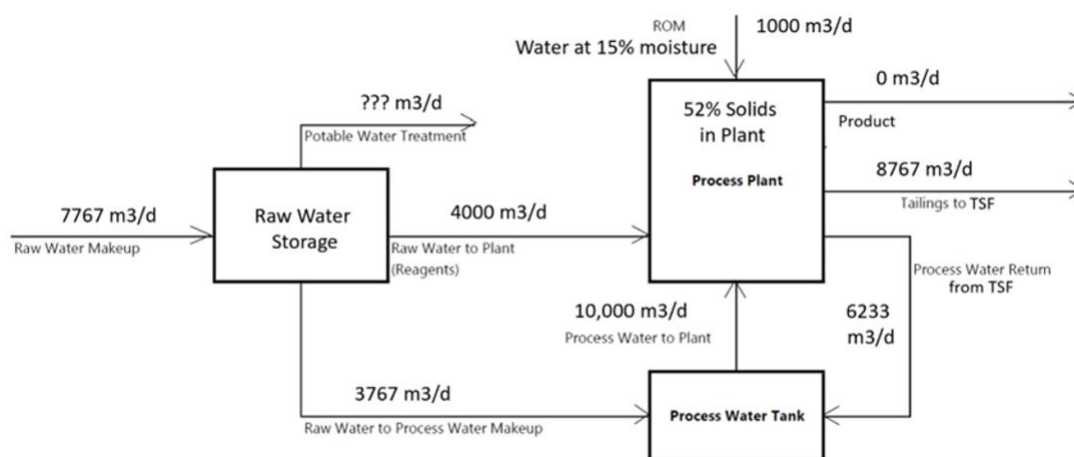 ROM
1000 m3/d
Water at 15% moisture
??? m3/d
Potable Water Treatment
52% Solids
in Plant
Process Plant
0 m3/d
Product
8767 m3/d
Tailings to TSF
7767 m3/d
Raw Water Makeup
Raw Water
Storage
4000 m3/d
Raw Water to Plant
(Reagents)
Process Water Return
from TSF
10,000 m3/d
Process Water to Plant
6233
m3/d
3767 m3/d
Raw Water to Process Water Makeup
Process Water Tank